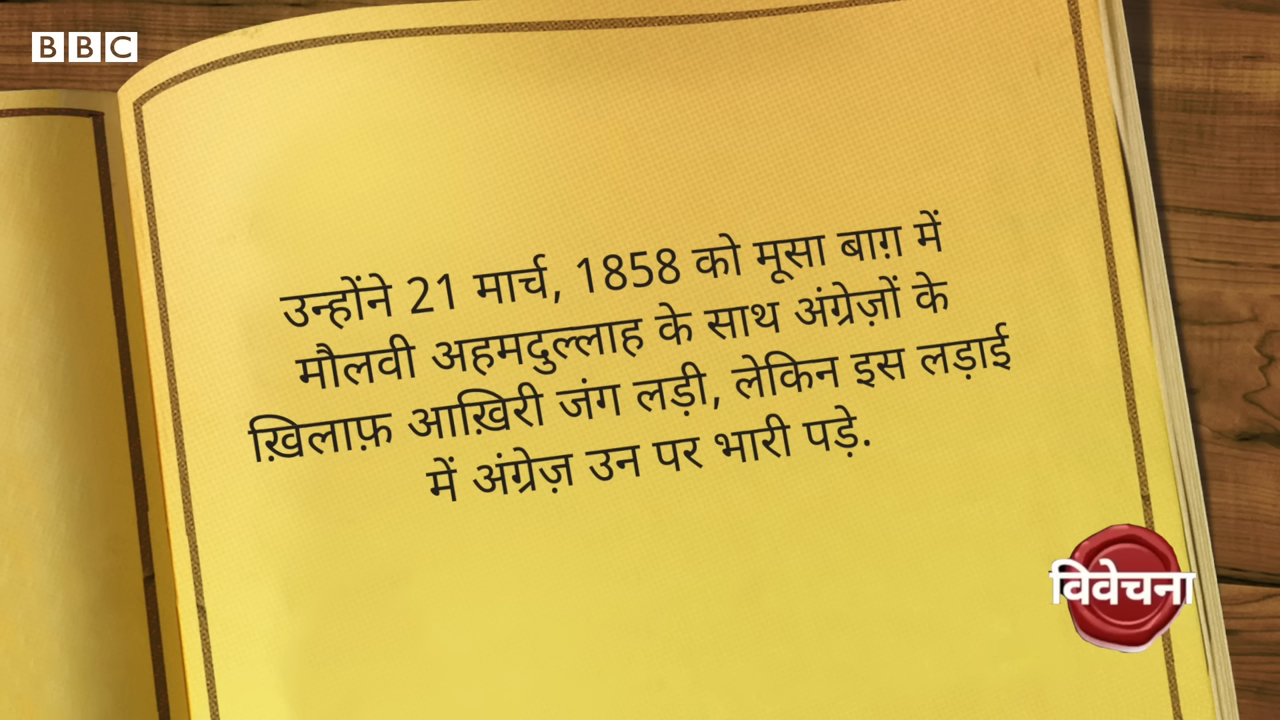 BBC
उन्होंने 21 मार्च, 1858 को मूसा बाग़ में
मौलवी अहमदुल्लाह के साथ अंग्रेज़ों के
ख़िलाफ़ आख़िरी जंग लड़ी, लेकिन इस लड़ाई
में अंग्रेज़ उन पर भारी पड़े.
विवेचना